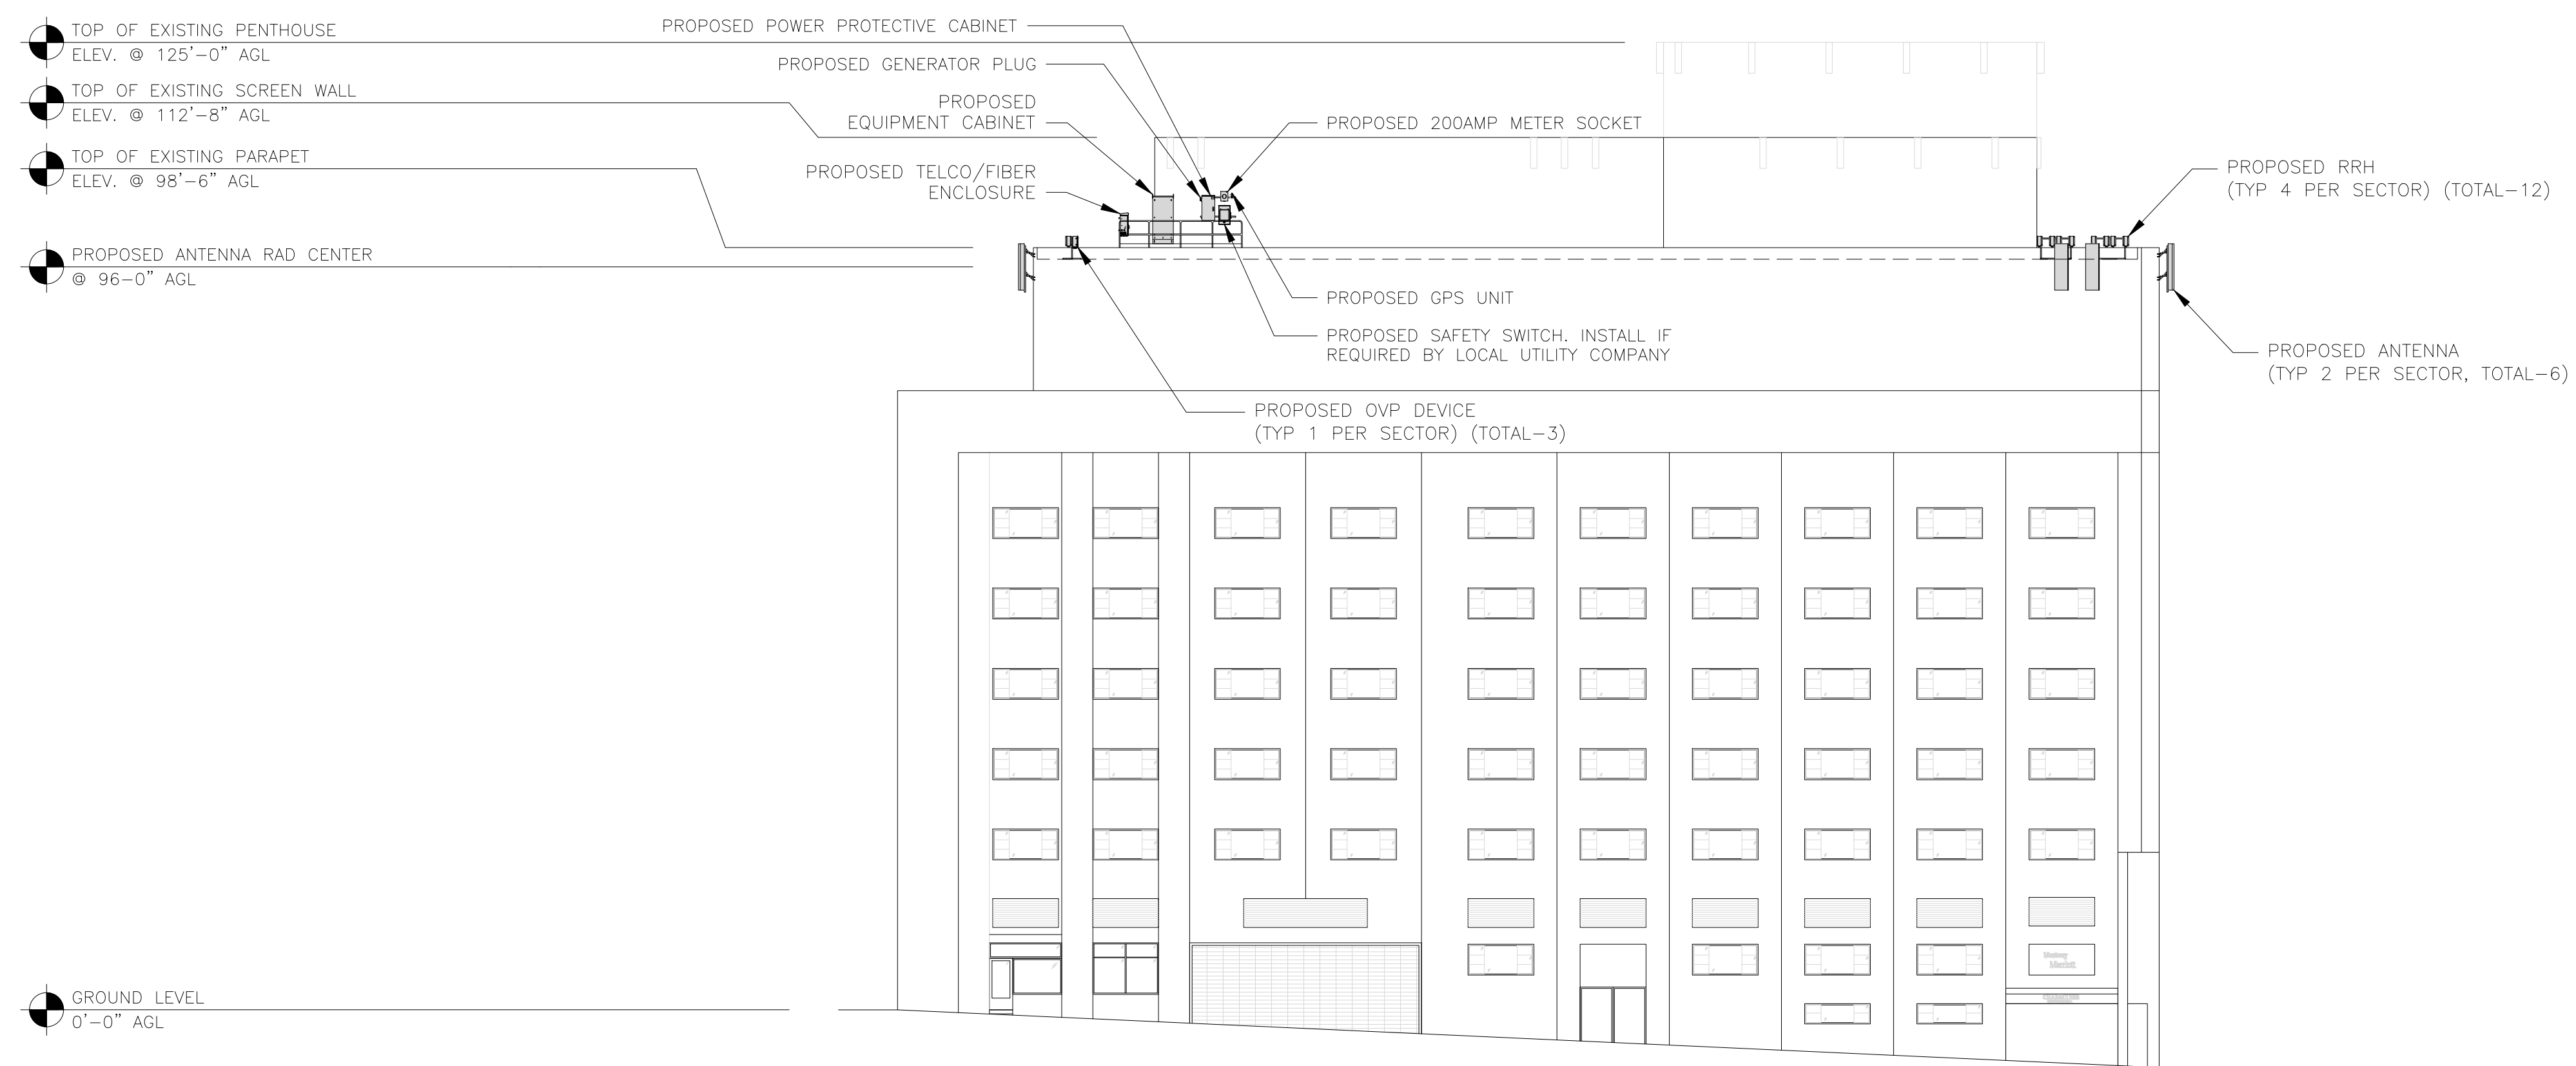 TOP OF EXISTING PENTHOUSE
ELEV. @ 125'-0" AGL
TOP OF EXISTING SCREEN WALL
ELEV. @ 112'-8" AGL
TOP OF EXISTING PARAPET
ELEV. @ 98'-6" AGL
PROPOSED ANTENNA RAD CENTER
@ 96-0" AGL
PROPOSED POWER PROTECTIVE CABINET
PROPOSED GENERATOR PLUG
PROPOSED
EQUIPMENT CABINET
PROPOSED TELCO/FIBER
ENCLOSURE
PROPOSED 200AMP METER SOCKET
PROPOSED RRH
(TYP 4 PER SECTOR) (TOTAL-12)
PROPOSED GPS UNIT
PROPOSED SAFETY SWITCH. INSTALL IF
REQUIRED BY LOCAL UTILITY COMPANY
PROPOSED ANTENNA
(TYP 2 PER SECTOR, TOTAL-6)
PROPOSED OVP DEVICE
(TYP 1 PER SECTOR) (TOTAL-3)
Marriott
GROUND LEVEL
0'-0" AGL